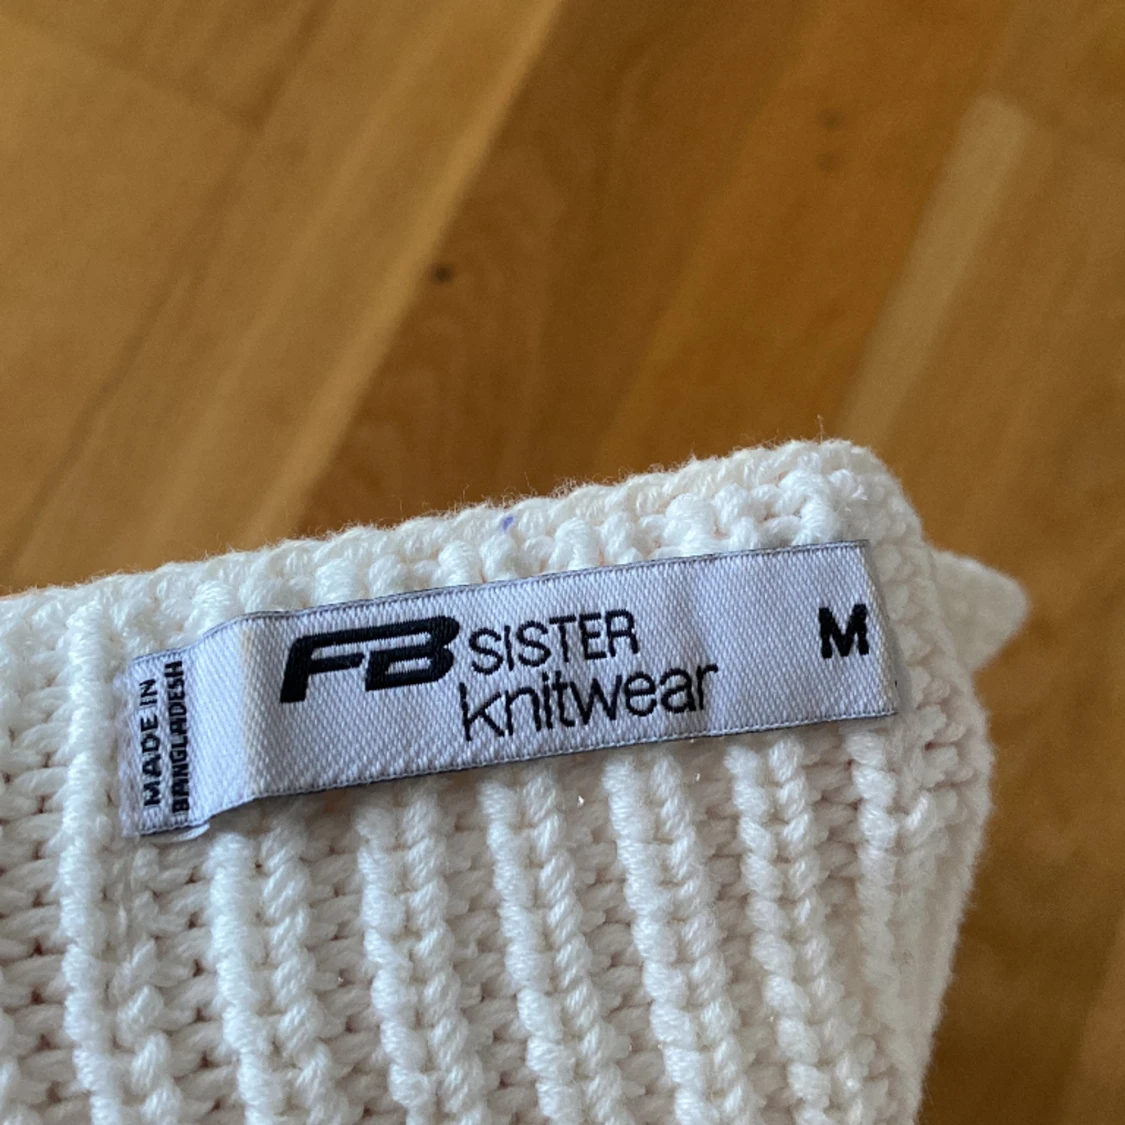 MADE IN
BANGLADESH
FB SISTER
knitwear
M